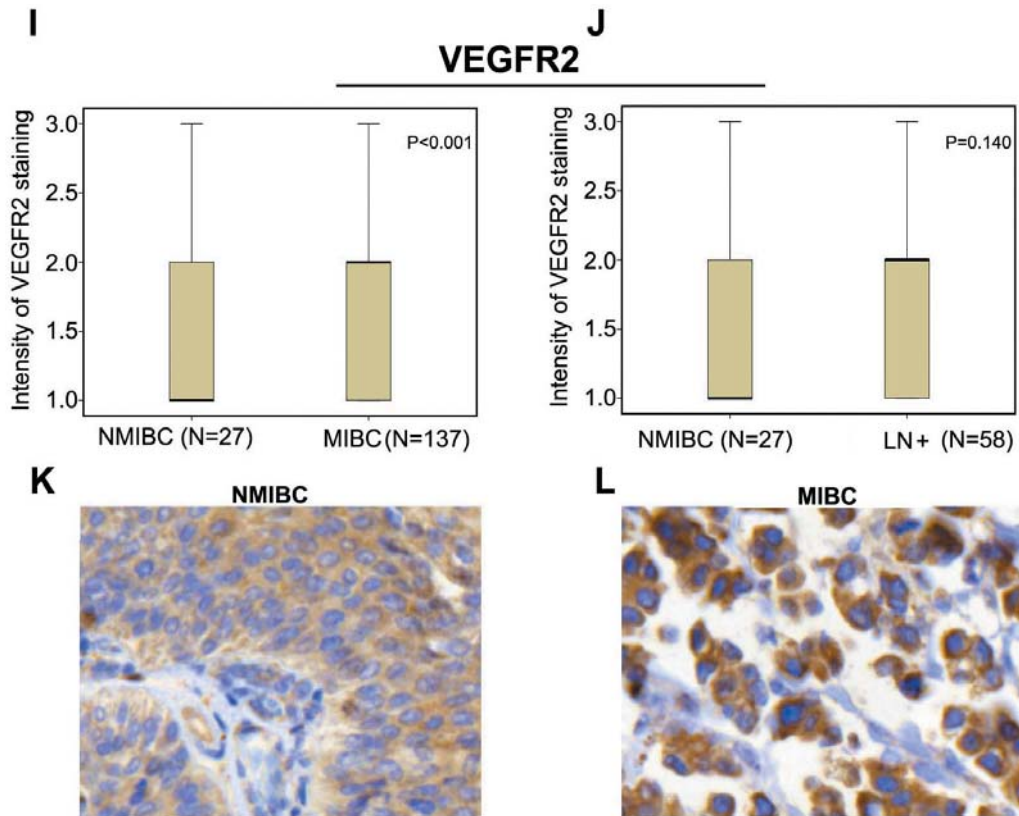 I
J
VEGFR2
Intensity of VEGFR2 staining
3.0
2.5
2.0
1.5
1.0
P<0.001
NMIBC (N=27)
MIBC (N=137)
Intensity of VEGFR2 staining
3.0
2.5
2.0
1.5
1.0
P=0.140
NMIBC (N=27)
LN + (N=58)
K
NMIBC
L
MIBC